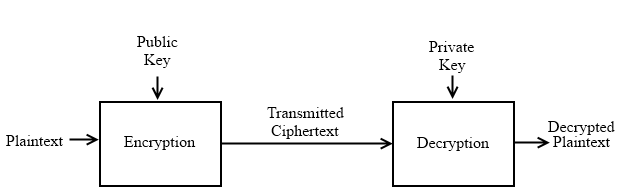 Public
Key
Private
Key
Plaintext
Encryption
Transmitted
Ciphertext
Decryption
Decrypted
Plaintext